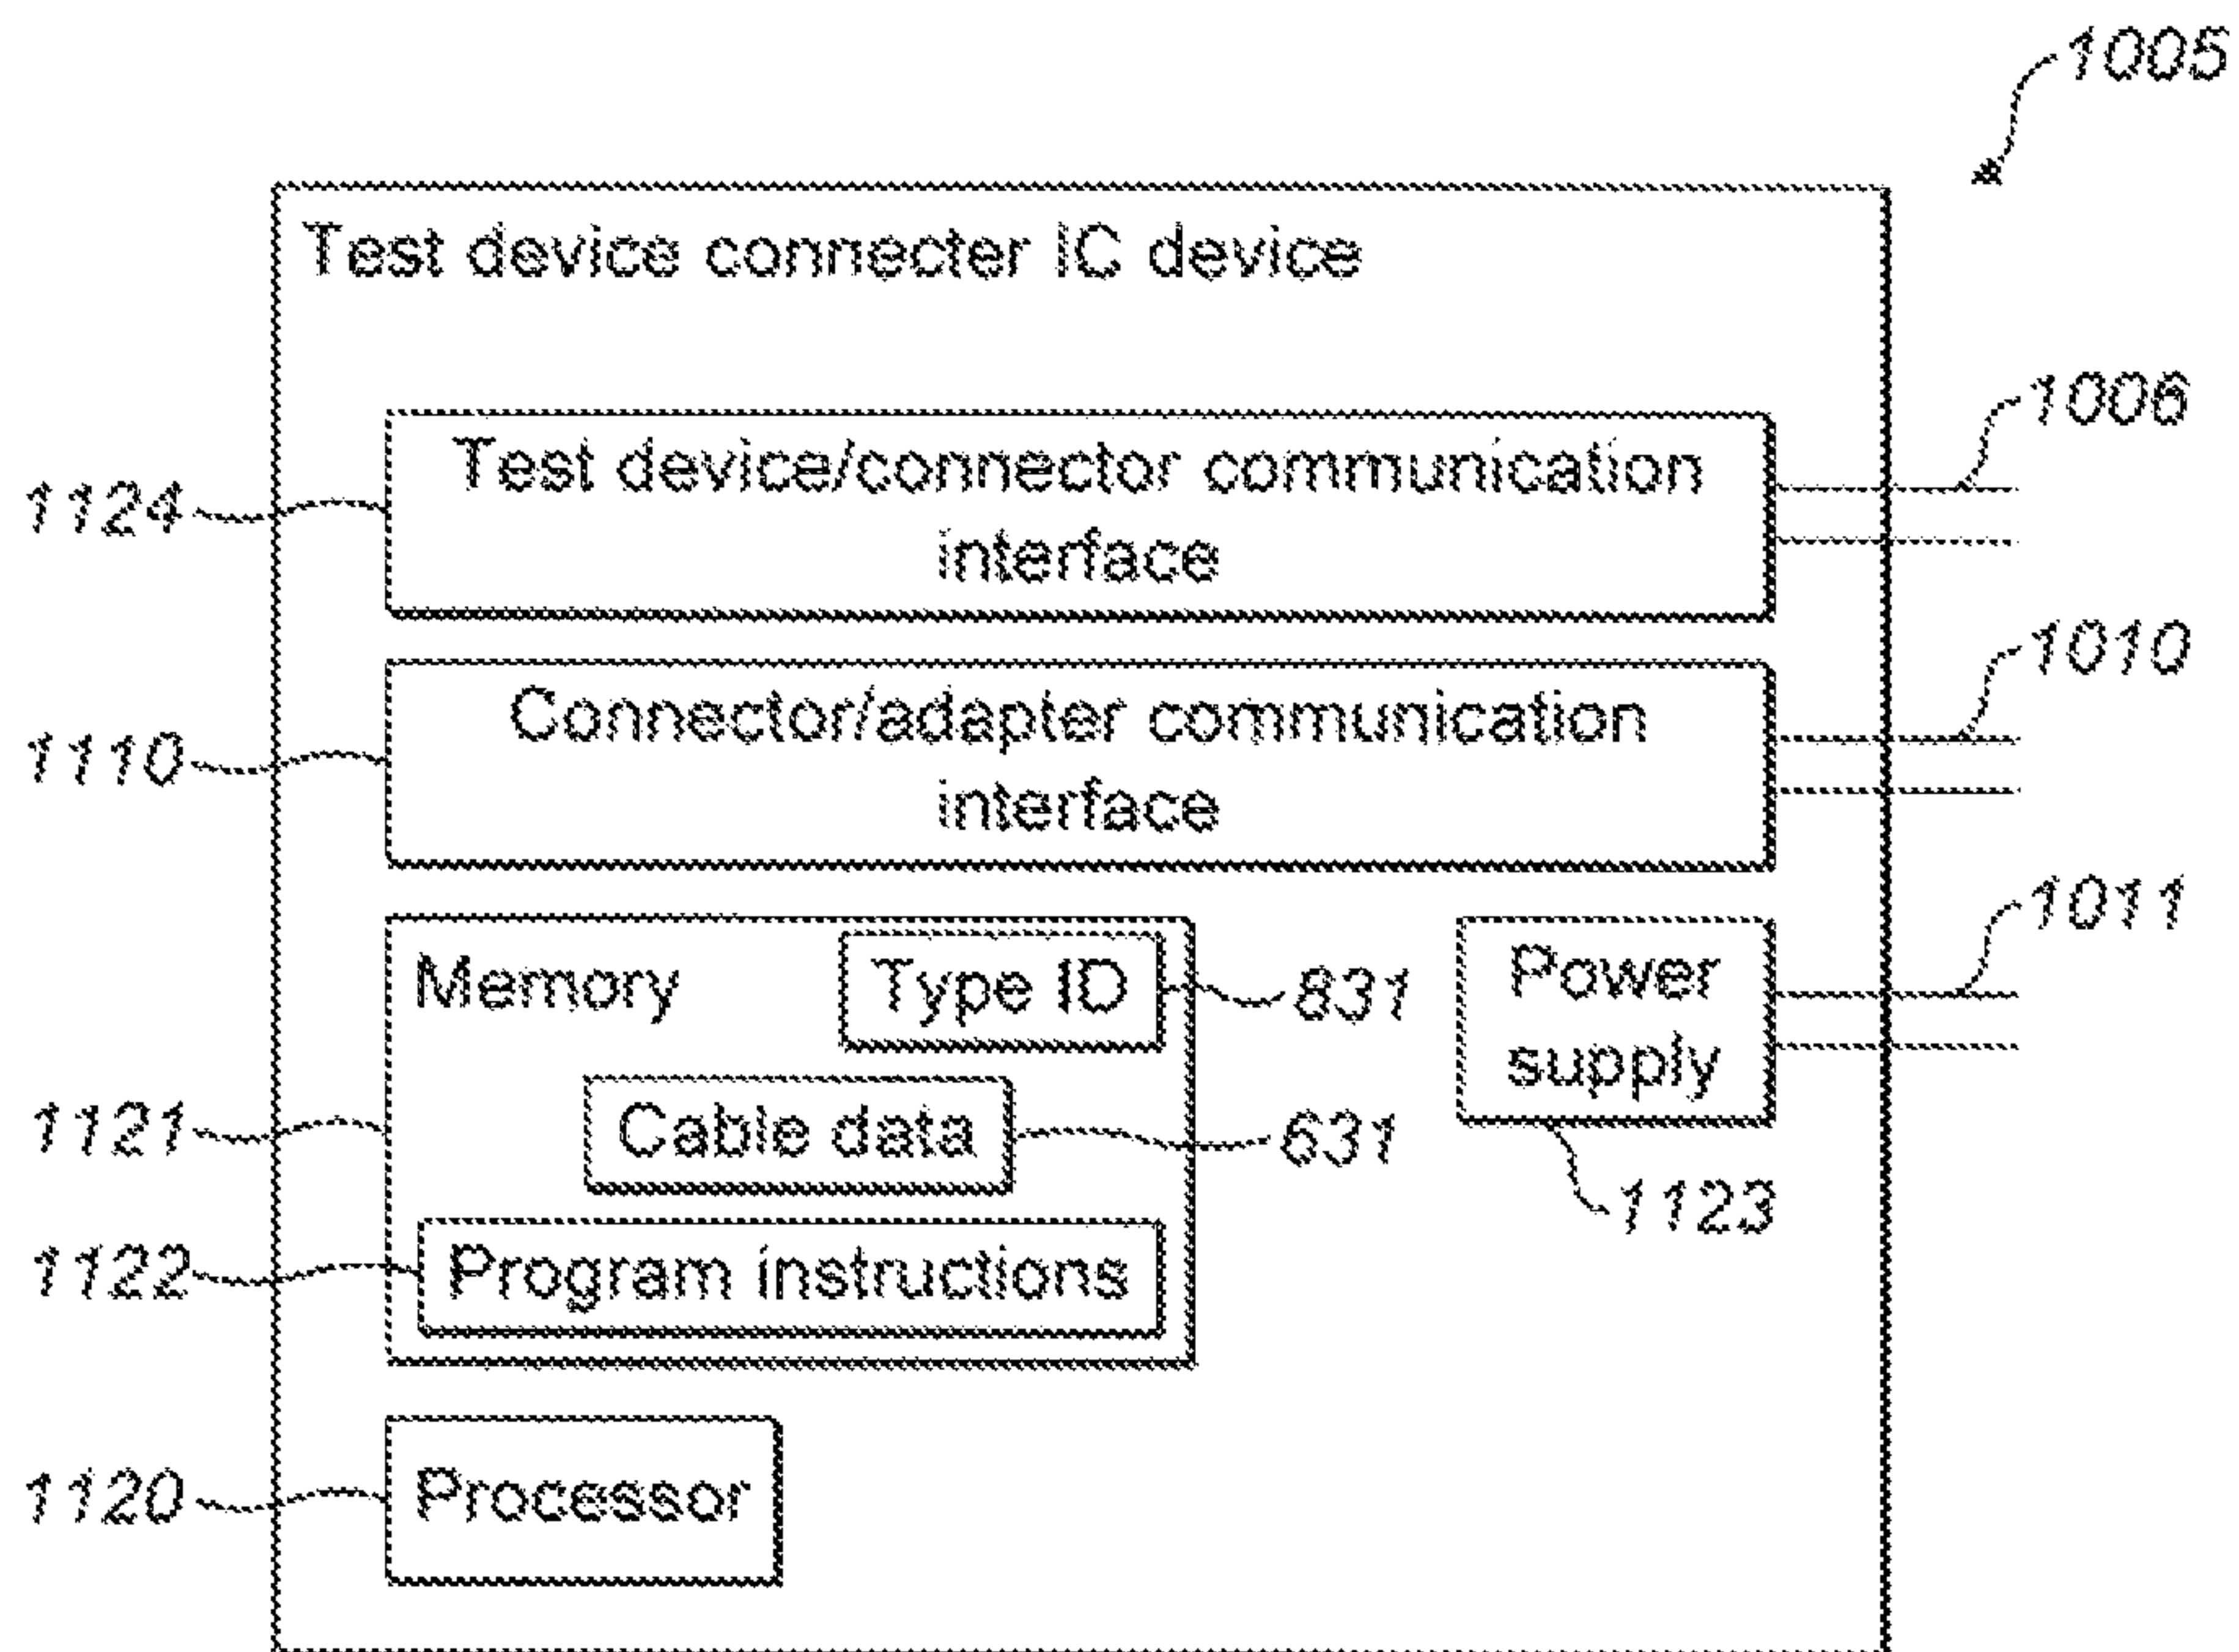 1005
Test device connecter IC device
1006
Test device/connector communication
1124
interface
1010
Connector/adapter communication
1110
interface
1011
Memory
Type ID
831
Power
supply
1121
Cable data
631
1123
1122
Program instructions
1120
Processor